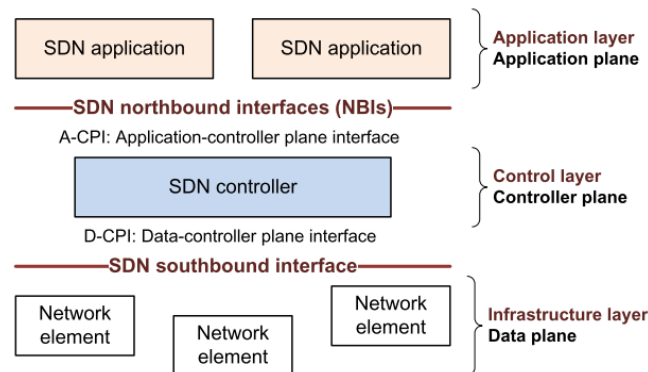 SDN application
SDN application
Application layer
Application plane
SDN northbound interfaces (NBIs)
A-CPI: Application-controller plane interface
SDN controller
Control layer
Controller plane
D-CPI: Data-controller plane interface
SDN southbound interface
Network
element
Network
element
Network
element
Infrastructure layer
Data plane